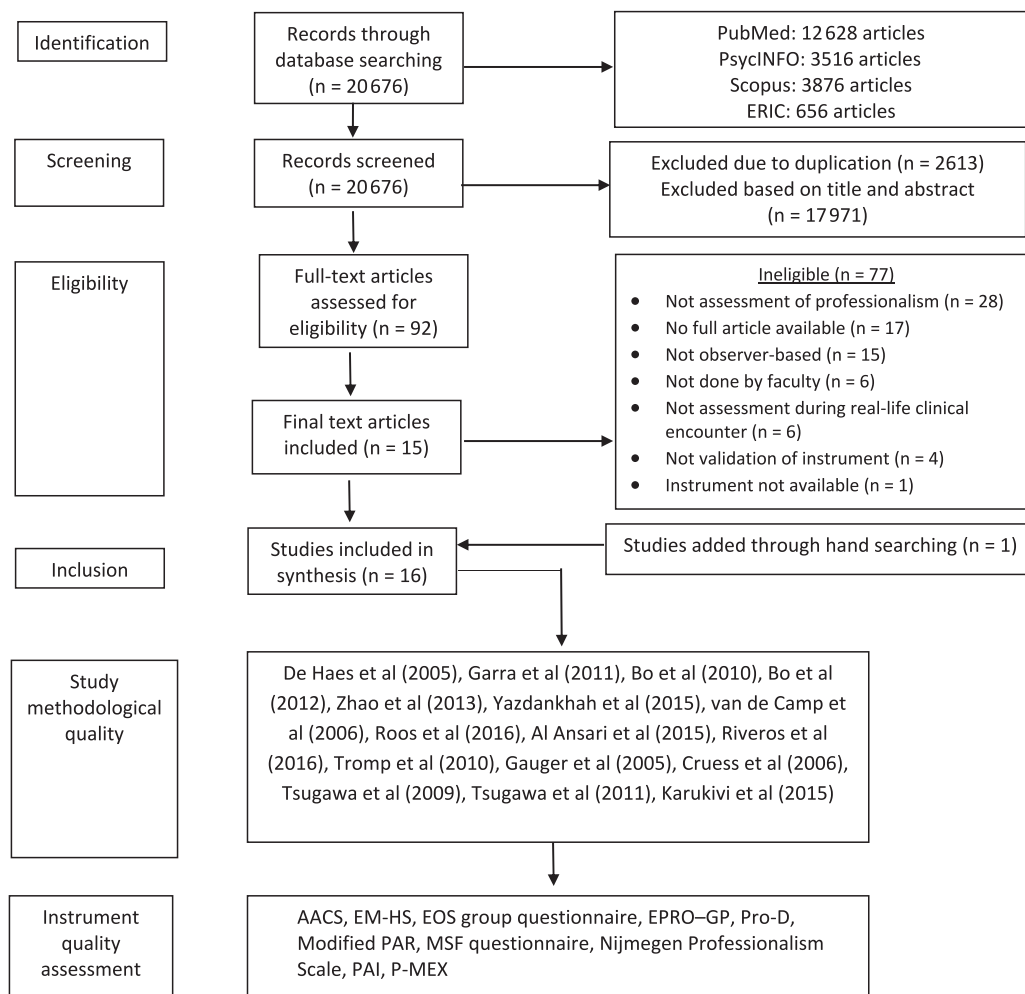 Identification
Records through
database searching
(n = 20 676)
PubMed: 12 628 articles
PsycINFO: 3516 articles
Scopus: 3876 articles
ERIC: 656 articles
Screening
Records screened
(n = 20 676)
Excluded due to duplication (n = 2613)
Excluded based on title and abstract
(n = 17 971)
Eligibility
Full-text articles
assessed for
eligibility (n = 92)
Final text articles
included (n = 15)
Ineligible (n = 77)
• Not assessment of professionalism (n = 28)
• No full article available (n = 17)
• Not observer-based (n = 15)
• Not done by faculty (n = 6)
• Not assessment during real-life clinical
encounter (n = 6)
• Not validation of instrument (n = 4)
• Instrument not available (n = 1)
Inclusion
Studies included in
synthesis (n = 16)
Studies added through hand searching (n = 1)
Study
methodological
quality
De Haes et al (2005), Garra et al (2011), Bo et al (2010), Bo et al
(2012), Zhao et al (2013), Yazdankhah et al (2015), van de Camp et
al (2006), Roos et al (2016), Al Ansari et al (2015), Riveros et al
(2016), Tromp et al (2010), Gauger et al (2005), Cruess et al (2006),
Tsugawa et al (2009), Tsugawa et al (2011), Karukivi et al (2015)
Instrument
quality
assessment
AACS, EM-HS, EOS group questionnaire, EPRO–GP, Pro-D,
Modified PAR, MSF questionnaire, Nijmegen Professionalism
Scale, PAI, P-MEX